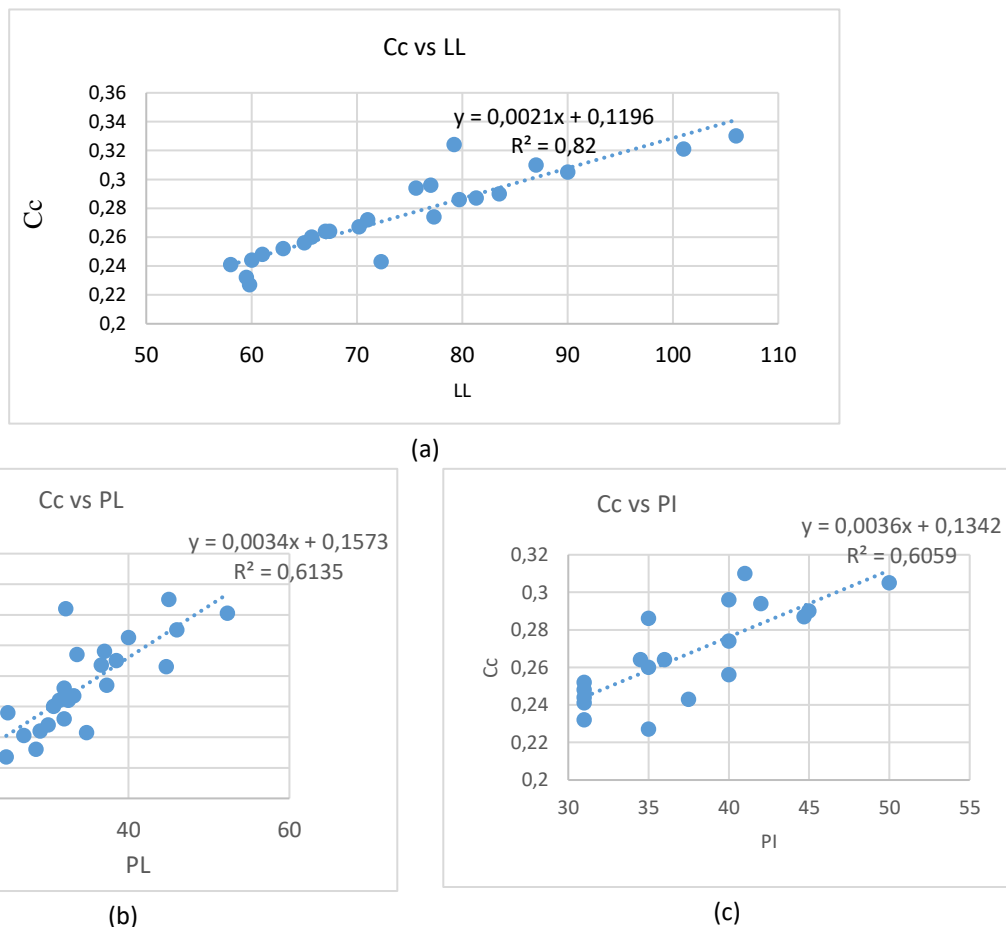 Cc vs LL
y = 0,0021x + 0,1196
R² = 0,82
0,36
0,34
0,32
0,3
0,28
0,26
0,24
0,22
0,2
Cc
50 60 70 80 90 100 110
LL
(a)
Cc vs PL
y = 0,0034x + 0,1573
R² = 0,6135
40 60
PL
(b)
Cc vs PI
y = 0,0036x + 0,1342
R² = 0,6059
0,32
0,3
0,28
0,26
0,24
0,22
0,2
Cc
30 35 40 45 50 55
PI
(c)